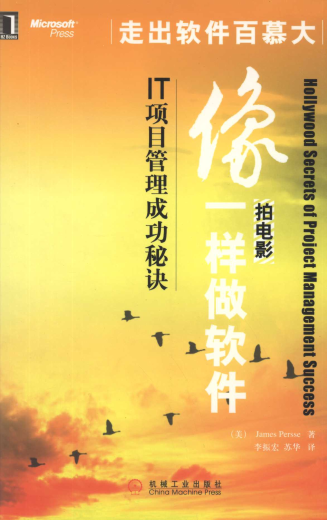 Microsoft
Press
走出软件百慕大
像
拍电影
一样做软件
IT项目管理成功秘诀
Hollywood Secrets of Project Management Success
(美) James Persse 著
李振宏 苏华 译
机械工业出版社
China Machine Press